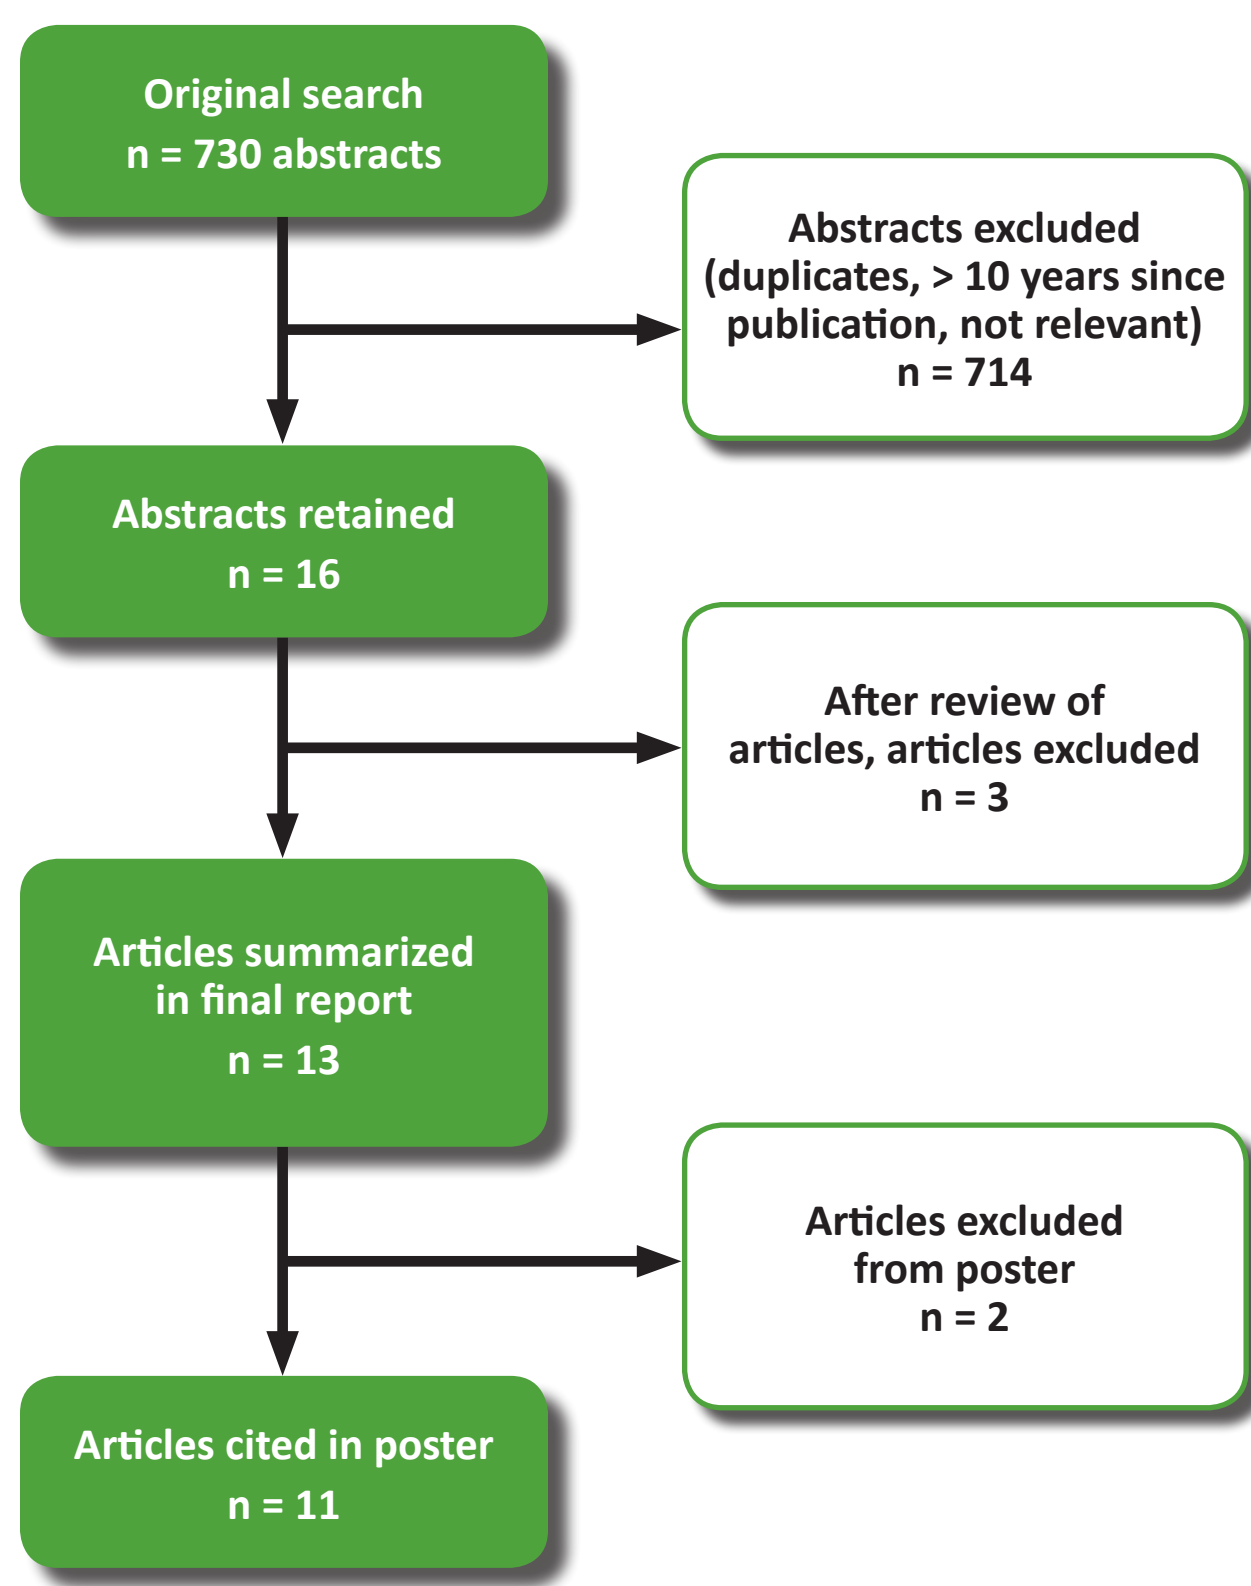 Original search
n = 730 abstracts
Abstracts excluded
(duplicates, > 10 years since
publication, not relevant)
n = 714
Abstracts retained
n = 16
After review of
articles, articles excluded
n = 3
Articles summarized
in final report
n = 13
Articles excluded
from poster
n = 2
Articles cited in poster
n = 11